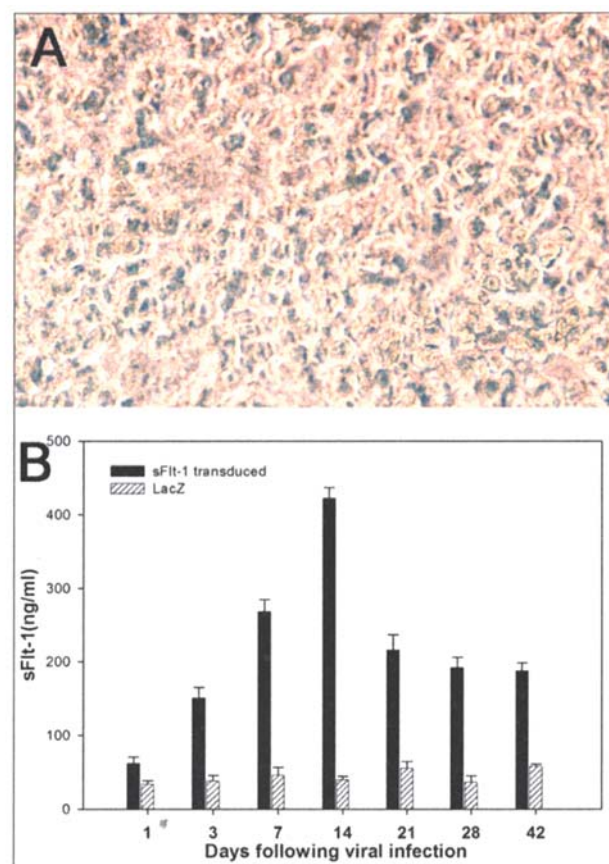 A
B
500
400
300
200
100
0
sFlt-1(ng/ml)
sFlt-1 transduced
LacZ
1 3 7 14 21 28 42
Days following viral infection